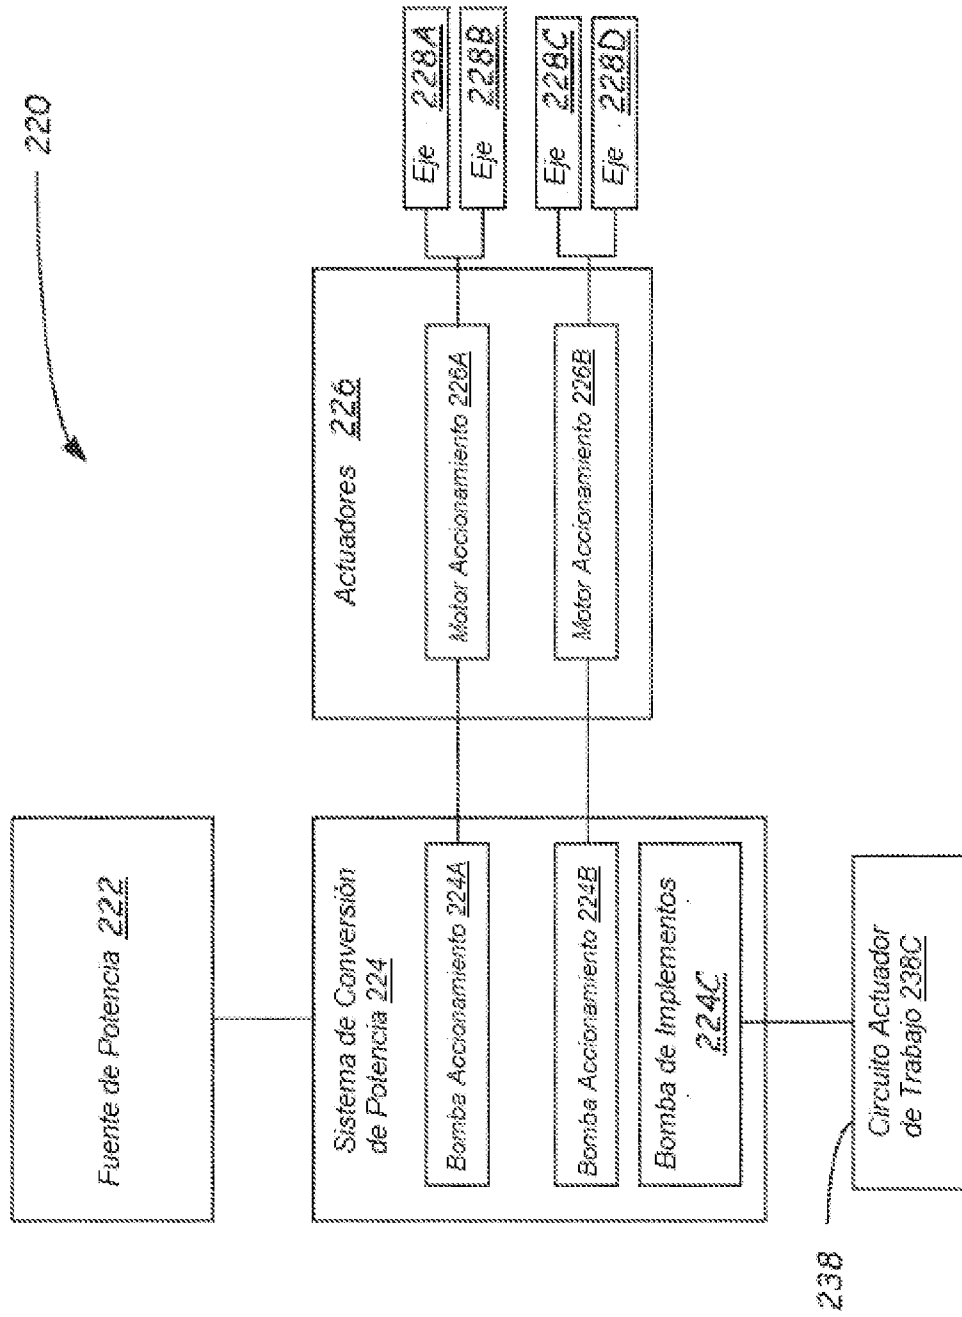 220
Fuente de Potencia 222
Sistema de Conversión
de Potencia 224
Bomba Accionamiento 224A
Bomba Accionamiento 224B
Bomba de Implementos
224C
Actuadores 226
Motor Accionamiento 226A
Motor Accionamiento 226B
Eje 228A
Eje 228B
Eje 228C
Eje 228D
238
Circuito Actuador
de Trabajo 238C